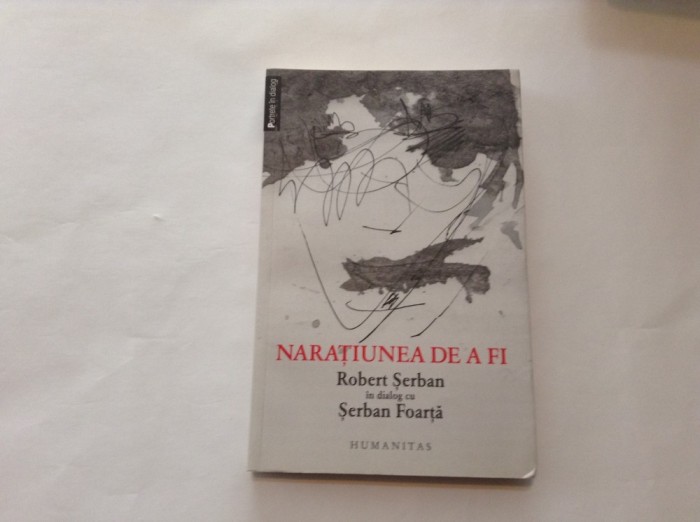 Portrete în dialog
NARAȚIUNEA DE A FI
Robert Șerban
în dialog cu
Șerban Foarță
HUMANITAS